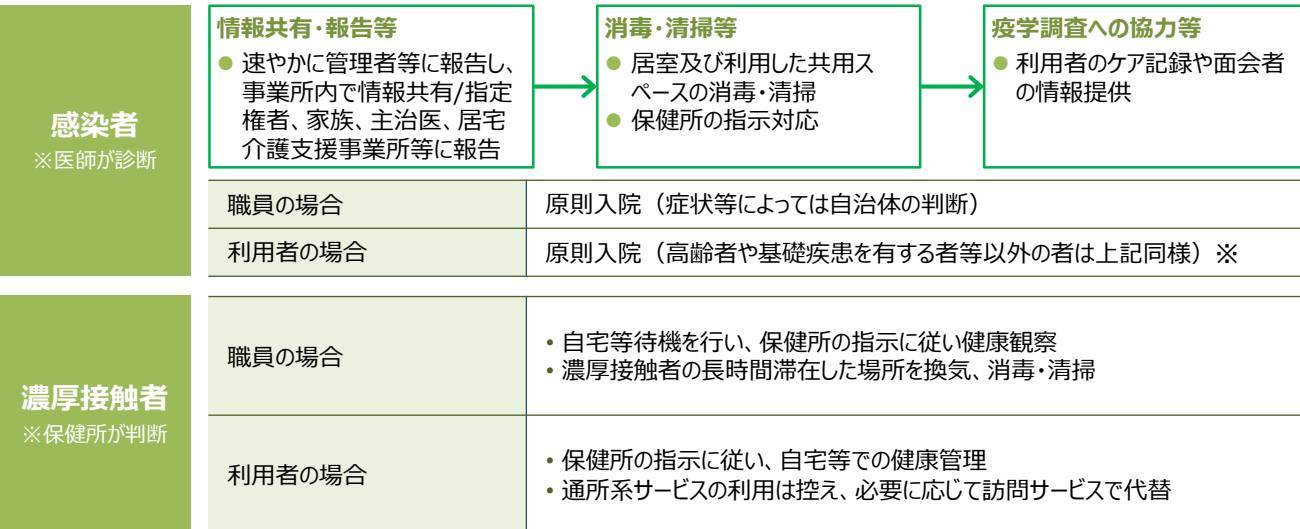 感染者
※医師が診断
情報共有・報告等
● 速やかに管理者等に報告し、
事業所内で情報共有/指定
権者、家族、主治医、居宅
介護支援事業所等に報告
消毒・清掃等
● 居室及び利用した共用ス
ペースの消毒・清掃
● 保健所の指示対応
疫学調査への協力等
● 利用者のケア記録や面会者
の情報提供
職員の場合
原則入院（症状等によっては自治体の判断）
利用者の場合
原則入院（高齢者や基礎疾患を有する者等以外の者は上記同様）※
濃厚接触者
※保健所が判断
職員の場合
• 自宅等待機を行い、保健所の指示に従い健康観察
• 濃厚接触者の長時間滞在した場所を換気、消毒・清掃
利用者の場合
• 保健所の指示に従い、自宅等での健康管理
• 通所系サービスの利用は控え、必要に応じて訪問サービスで代替